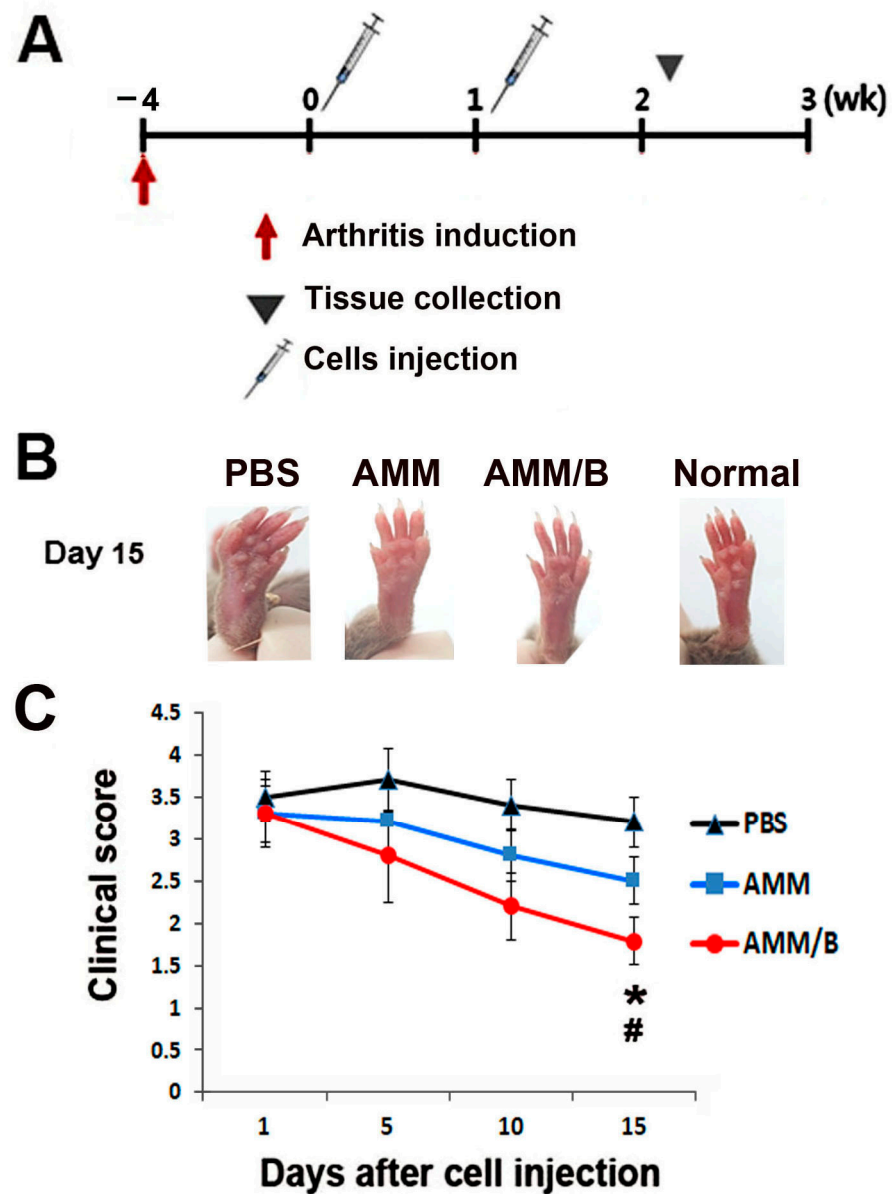 A
−4 0 1 2 3 (wk)
Arthritis induction
Tissue collection
Cells injection
B
PBS AMM AMM/B Normal
Day 15
C
Clinical score
4.5
4
3.5
3
2.5
2
1.5
1
0.5
0
1 5 10 15
Days after cell injection
PBS
AMM
AMM/B
*
#